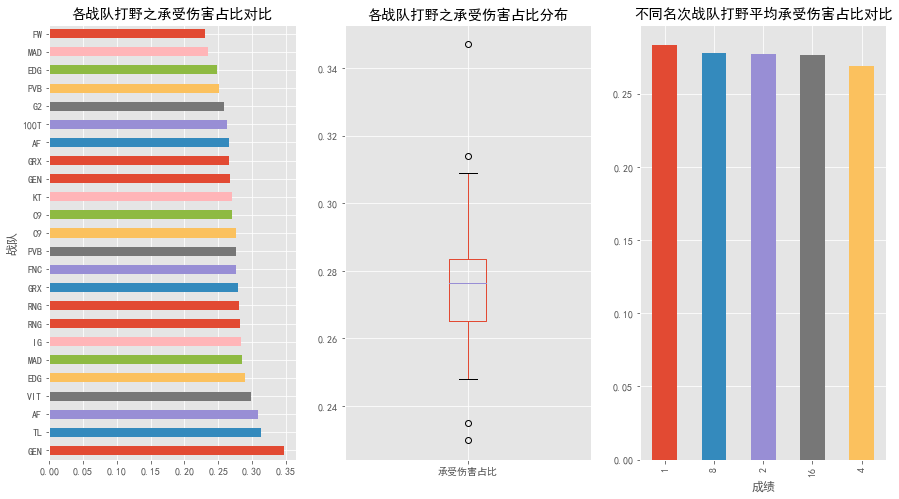 各战队打野之承受伤害占比对比
战队
FW
MAD
EDG
PVB
G2
100T
AF
GRX
GEN
KT
C9
C9
PVB
FNC
GRX
RNG
RNG
IG
MAD
EDG
VIT
AF
TL
GEN
0.00 0.05 0.10 0.15 0.20 0.25 0.30 0.35
各战队打野之承受伤害占比分布
0.34
0.32
0.30
0.28
0.26
0.24
承受伤害占比
不同名次战队打野平均承受伤害占比对比
0.25
0.20
0.15
0.10
0.05
0.00
1 8 2 16 4
成绩